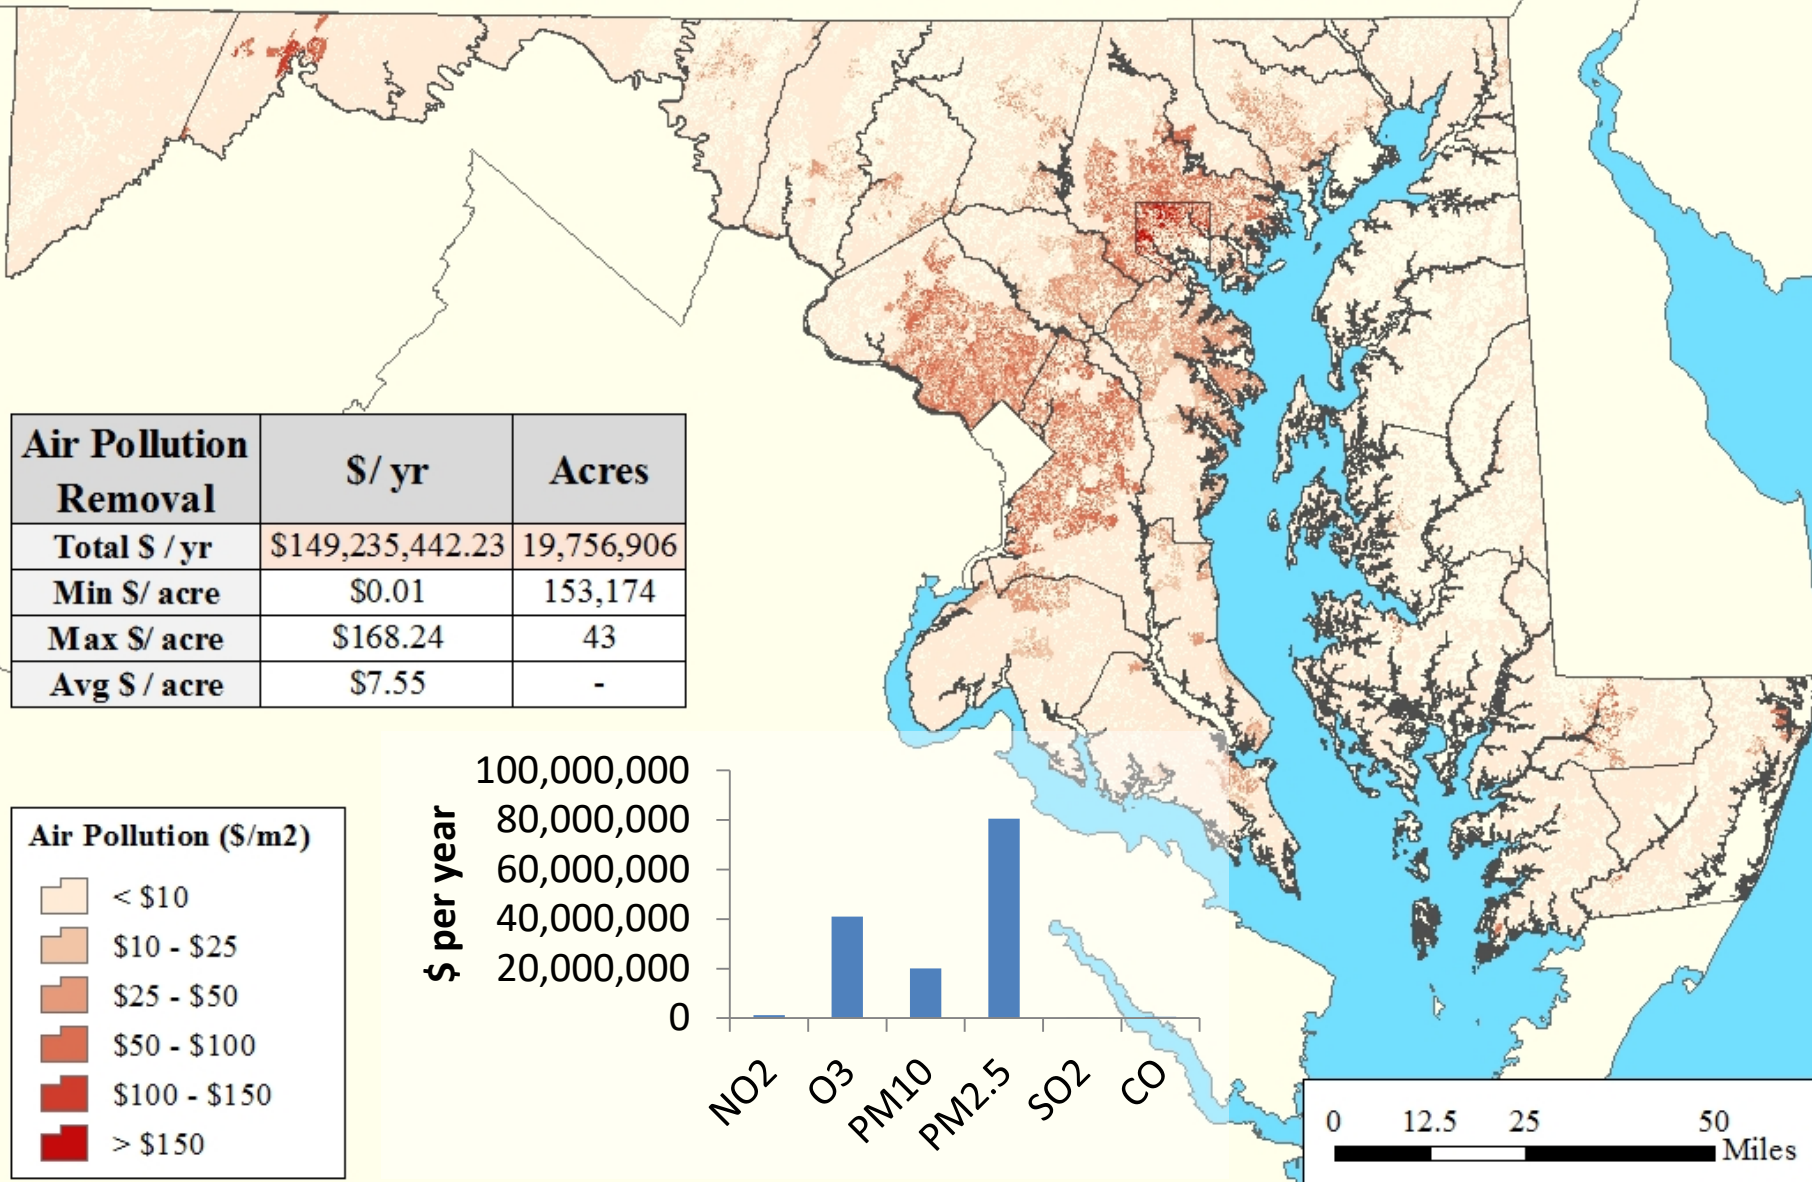 Air Pollution Removal $/ yr Acres
Total $ / yr $149,235,442.23 19,756,906
Min $/ acre $0.01 153,174
Max $/ acre $168.24 43
Avg $ / acre $7.55 -
Air Pollution ($/m2)
< $10
$10 - $25
$25 - $50
$50 - $100
$100 - $150
> $150
$ per year
100,000,000
80,000,000
60,000,000
40,000,000
20,000,000
0
NO2 O3 PM10 PM2.5 SO2 CO
0 12.5 25 50
Miles